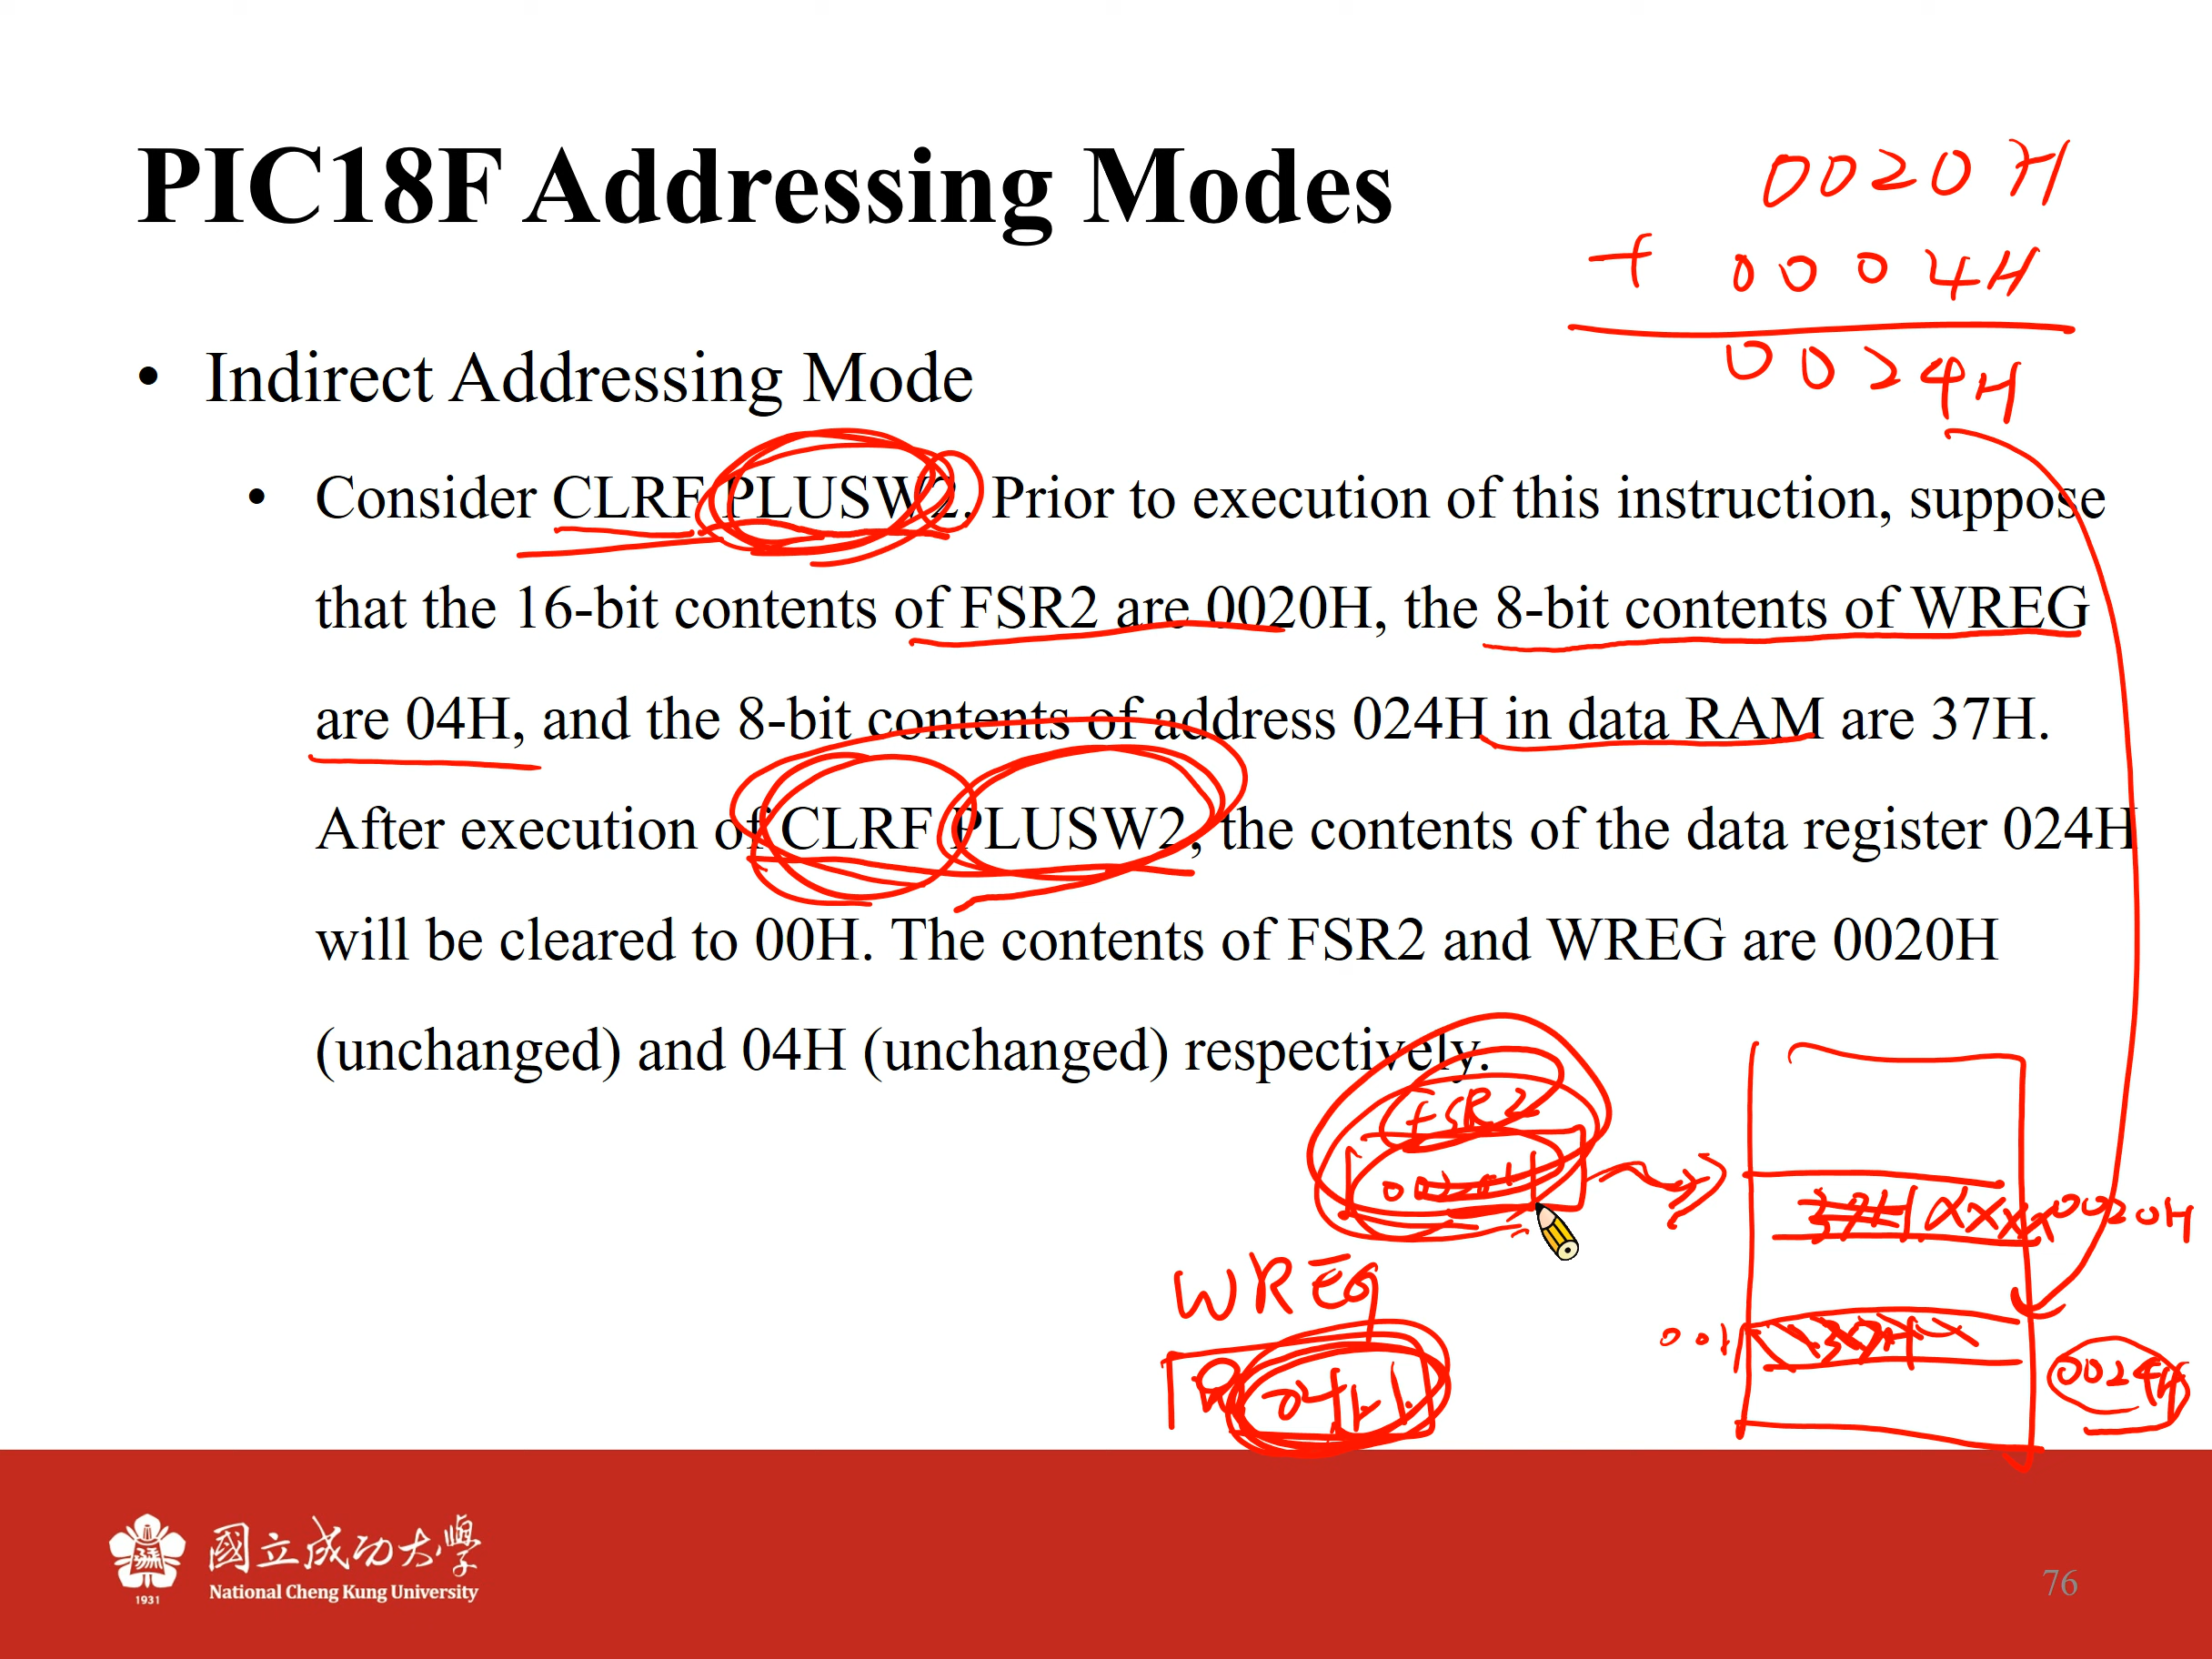 PIC18F Addressing Modes
0020H
+ 0004H
0024H
• Indirect Addressing Mode
• Consider CLRF PLUSW2. Prior to execution of this instruction, suppose
that the 16-bit contents of FSR2 are 0020H, the 8-bit contents of WREG
are 04H, and the 8-bit contents of address 024H in data RAM are 37H.
After execution of CLRF PLUSW2, the contents of the data register 024H
will be cleared to 00H. The contents of FSR2 and WREG are 0020H
(unchanged) and 04H (unchanged) respectively.
FSR2
0020H
37H XXXX 0020H
WREG
04H
00H 37H 0024H
國立成功大學
National Cheng Kung University
1931
76